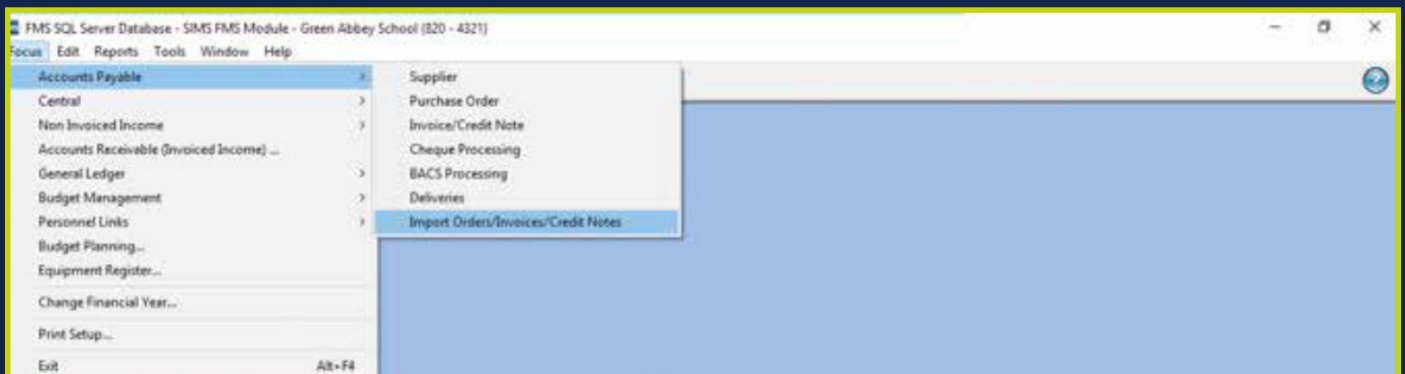 FMS SQL Server Database - SIMS FMS Module - Green Abbey School (820 - 4321)
Focus Edit Reports Tools Window Help
Accounts Payable
Central
Non Invoiced Income
Accounts Receivable (Invoiced Income) ...
General Ledger
Budget Management
Personnel Links
Budget Planning...
Equipment Register...
Change Financial Year...
Print Setup...
Exit Alt+F4
Supplier
Purchase Order
Invoice/Credit Note
Cheque Processing
BACS Processing
Deliveries
Import Orders/Invoices/Credit Notes